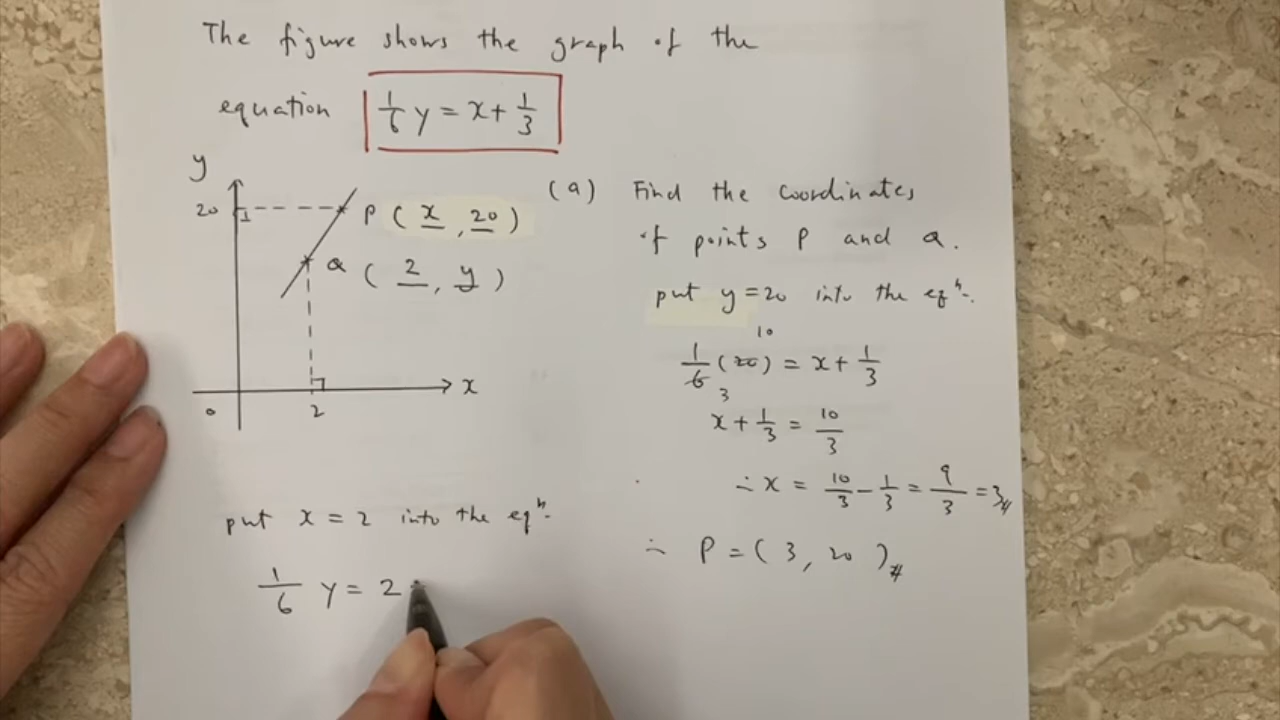 The figure shows the graph of the
equation 1/6 y = x + 1/3
y
20
P ( x , 20 )
Q ( 2 , y )
x
0
2
(a) Find the coordinates
of points P and Q.
put y = 20 into the eqⁿ.
10
1/6 (20) = x + 1/3
3
x + 1/3 = 10/3
∴ x = 10/3 - 1/3 = 9/3 = 3
∴ P = ( 3 , 20 )
put x = 2 into the eqⁿ.
1/6 y = 2